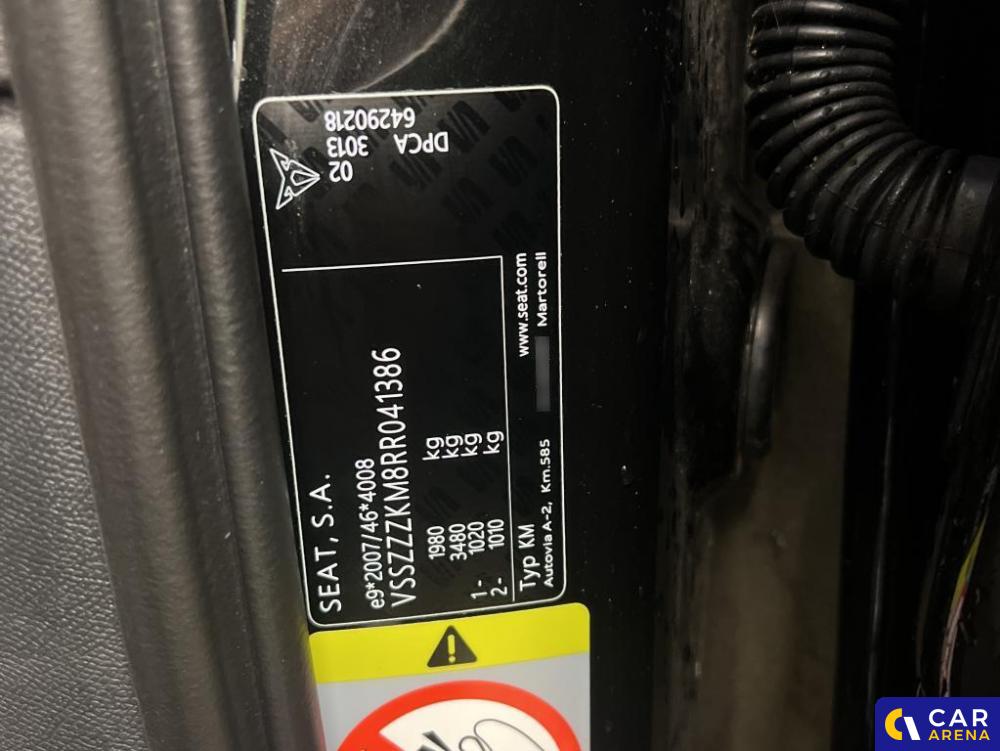 SEAT, S.A.
e9*2007/46*4008
VSSZZZKM8RR041386
1980 kg
3480 kg
1- 1020 kg
2- 1010 kg
Typ KM www.seat.com
Autovia A-2, Km.585 Martorell
02 3013 64290218
DPCA
CAR
ARENA